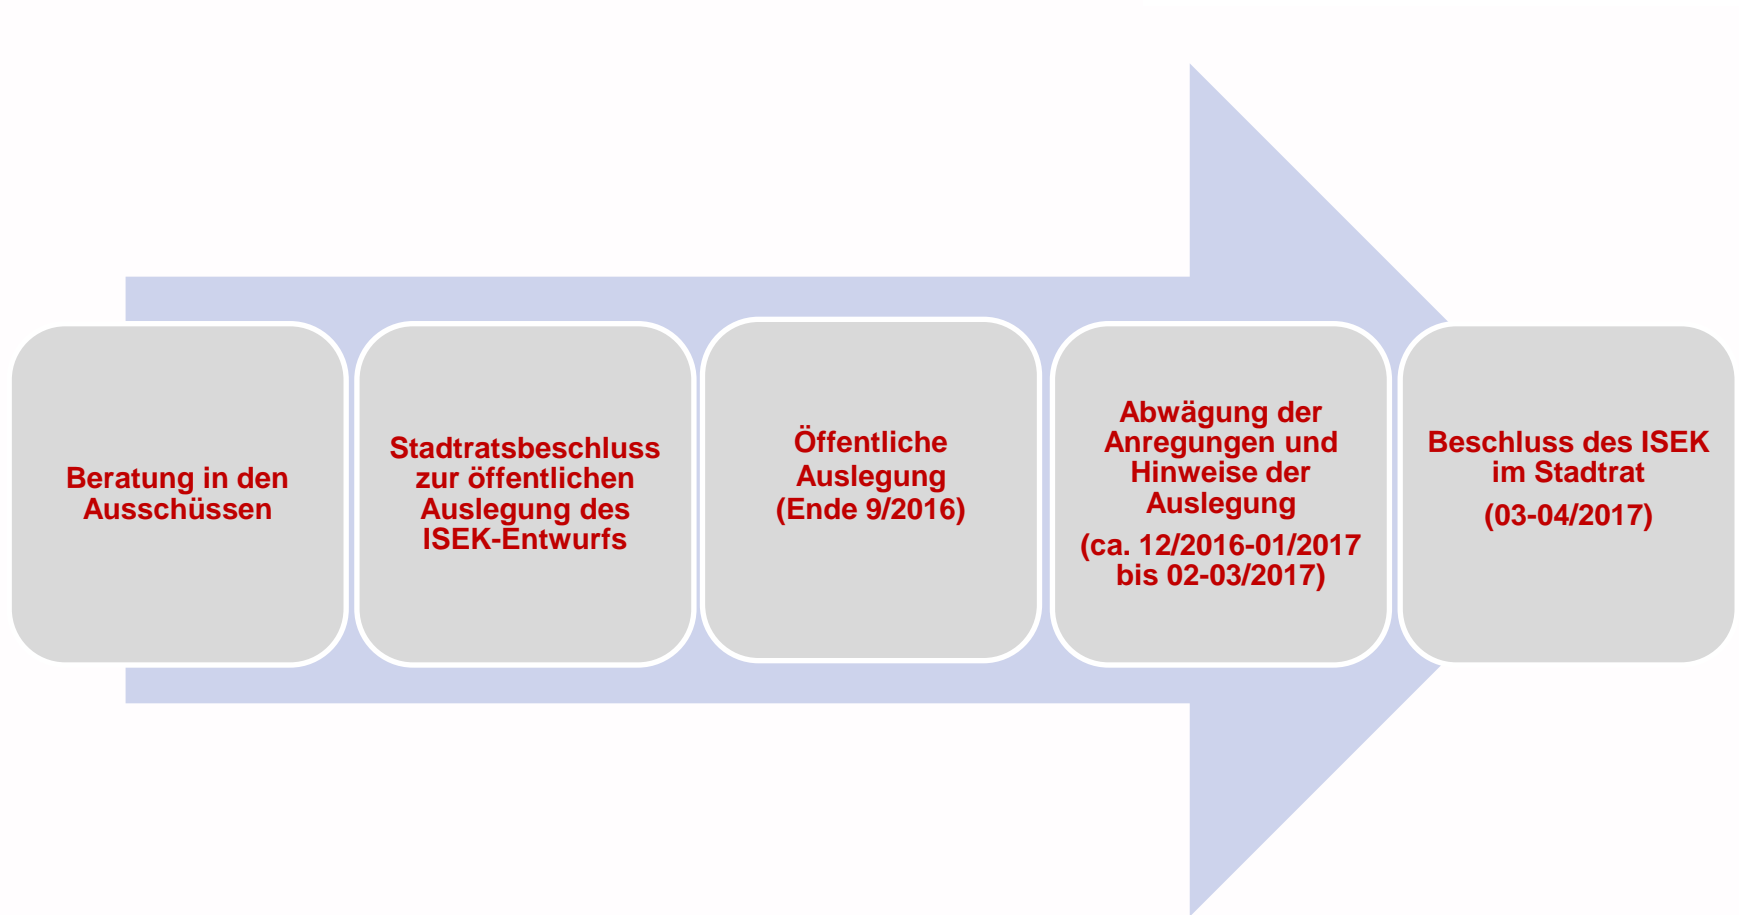 Beratung in den
Ausschüssen
Stadtratsbeschluss
zur öffentlichen
Auslegung des
ISEK-Entwurfs
Öffentliche
Auslegung
(Ende 9/2016)
Abwägung der
Anregungen und
Hinweise der
Auslegung
(ca. 12/2016-01/2017
bis 02-03/2017)
Beschluss des ISEK
im Stadtrat
(03-04/2017)